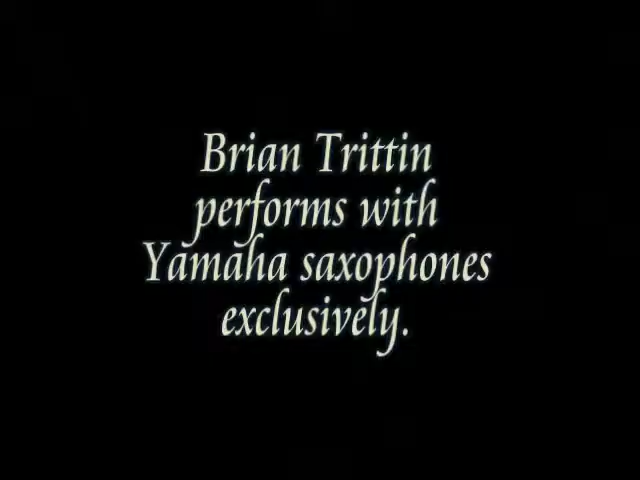 Brian Trittin
performs with
Yamaha saxophones
exclusively.